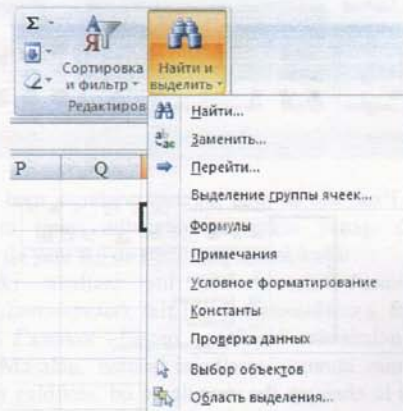 Σ
Сортировка и фильтр
Найти и выделить
Редактиров
P Q
Найти...
Заменить...
Перейти...
Выделение группы ячеек...
Формулы
Примечания
Условное форматирование
Константы
Проверка данных
Выбор объектов
Область выделения...